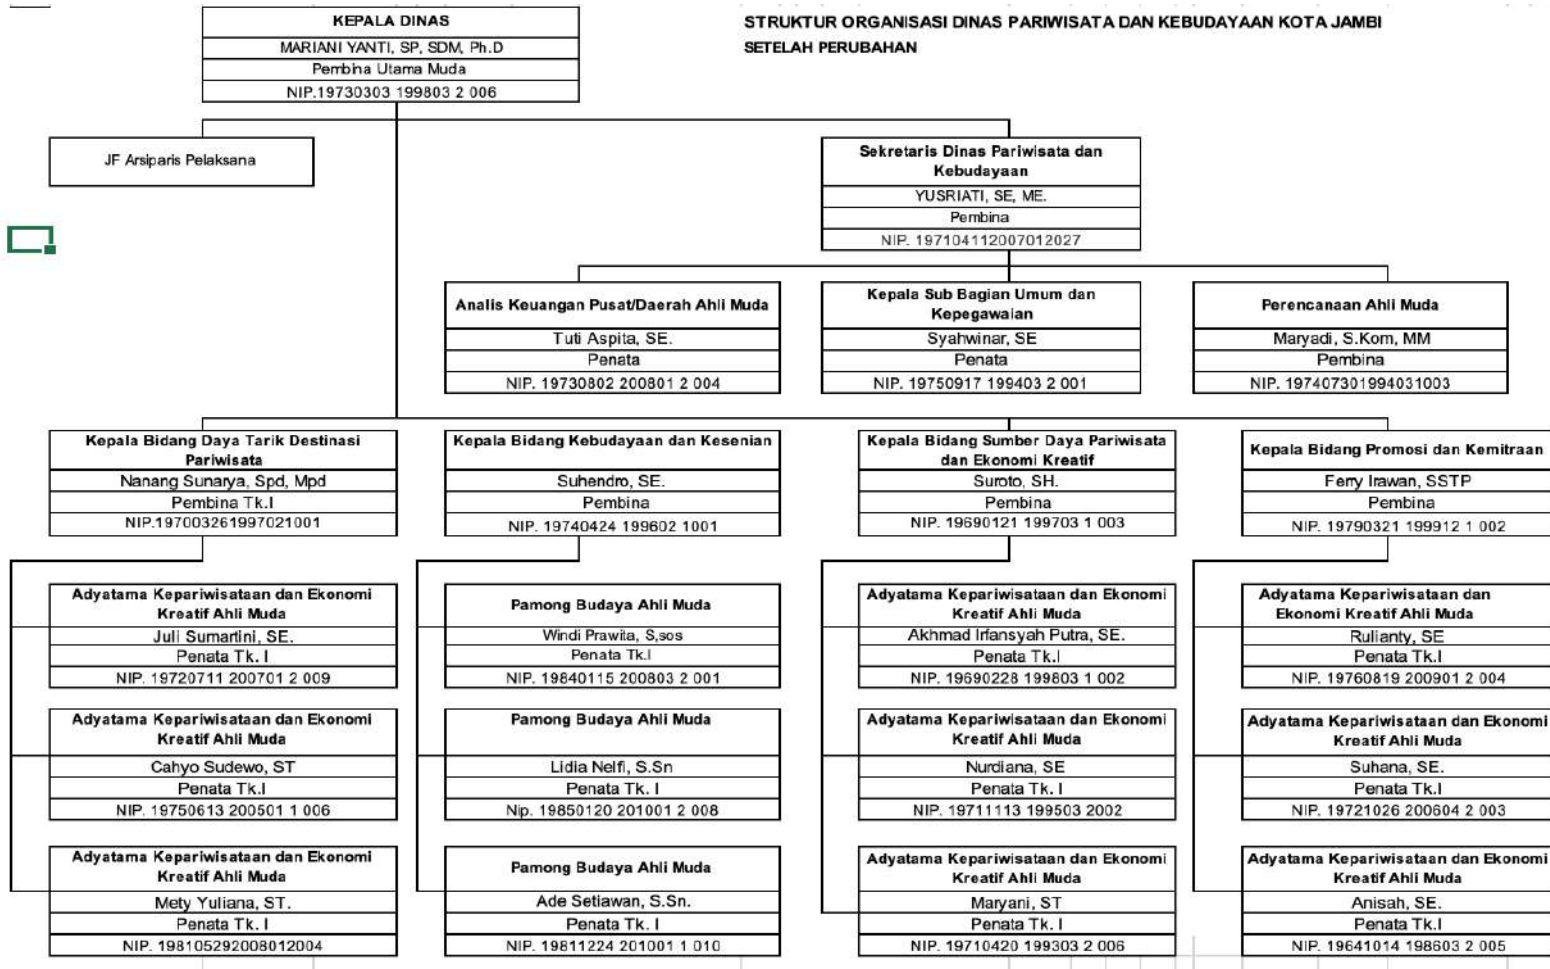 KEPALA DINAS
MARIANI YANTI, SP, SDM, Ph.D
Pembina Utama Muda
NIP.19730303 199803 2 006
STRUKTUR ORGANISASI DINAS PARIWISATA DAN KEBUDAYAAN KOTA JAMBI
SETELAH PERUBAHAN
JF Arsiparis Pelaksana
Sekretaris Dinas Pariwisata dan
Kebudayaan
YUSRIATI, SE, ME.
Pembina
NIP. 197104112007012027
Analis Keuangan Pusat/Daerah Ahli Muda
Tuti Aspita, SE.
Penata
NIP. 19730802 200801 2 004
Kepala Sub Bagian Umum dan
Kepegawaian
Syahwinar, SE
Penata
NIP. 19750917 199403 2 001
Perencanaan Ahli Muda
Maryadi, S.Kom, MM
Pembina
NIP. 197407301994031003
Kepala Bidang Daya Tarik Destinasi
Pariwisata
Nanang Sunarya, Spd, Mpd
Pembina Tk.I
NIP.197003261997021001
Kepala Bidang Kebudayaan dan Kesenian
Suhendro, SE.
Pembina
NIP. 19740424 199602 1001
Kepala Bidang Sumber Daya Pariwisata
dan Ekonomi Kreatif
Suroto, SH.
Pembina
NIP. 19690121 199703 1 003
Kepala Bidang Promosi dan Kemitraan
Ferry Irawan, SSTP
Pembina
NIP. 19790321 199912 1 002
Adyatama Kepariwisataan dan Ekonomi
Kreatif Ahli Muda
Juli Sumartini, SE.
Penata Tk. I
NIP. 19720711 200701 2 009
Pamong Budaya Ahli Muda
Windi Prawita, S,sos
Penata Tk.I
NIP. 19840115 200803 2 001
Adyatama Kepariwisataan dan Ekonomi
Kreatif Ahli Muda
Akhmad Irfansyah Putra, SE.
Penata Tk.I
NIP. 19690228 199803 1 002
Adyatama Kepariwisataan dan
Ekonomi Kreatif Ahli Muda
Rulianty, SE
Penata Tk.I
NIP. 19760819 200901 2 004
Adyatama Kepariwisataan dan Ekonomi
Kreatif Ahli Muda
Cahyo Sudewo, ST
Penata Tk.I
NIP. 19750613 200501 1 006
Pamong Budaya Ahli Muda
Lidia Nelfi, S.Sn
Penata Tk.I
Nip. 19850120 201001 2 008
Adyatama Kepariwisataan dan Ekonomi
Kreatif Ahli Muda
Nurdiana, SE
Penata Tk.I
NIP. 19711113 199503 2002
Adyatama Kepariwisataan dan Ekonomi
Kreatif Ahli Muda
Suhana, SE.
Penata Tk.I
NIP. 19721026 200604 2 003
Adyatama Kepariwisataan dan Ekonomi
Kreatif Ahli Muda
Mety Yuliana, ST.
Penata Tk. I
NIP. 198105292008012004
Pamong Budaya Ahli Muda
Ade Setiawan, S.Sn.
Penata Tk. I
NIP. 19811224 201001 1 010
Adyatama Kepariwisataan dan Ekonomi
Kreatif Ahli Muda
Maryani, ST
Penata Tk. I
NIP. 19710420 199303 2 006
Adyatama Kepariwisataan dan Ekonomi
Kreatif Ahli Muda
Anisah, SE.
Penata Tk.I
NIP. 19641014 198603 2 005